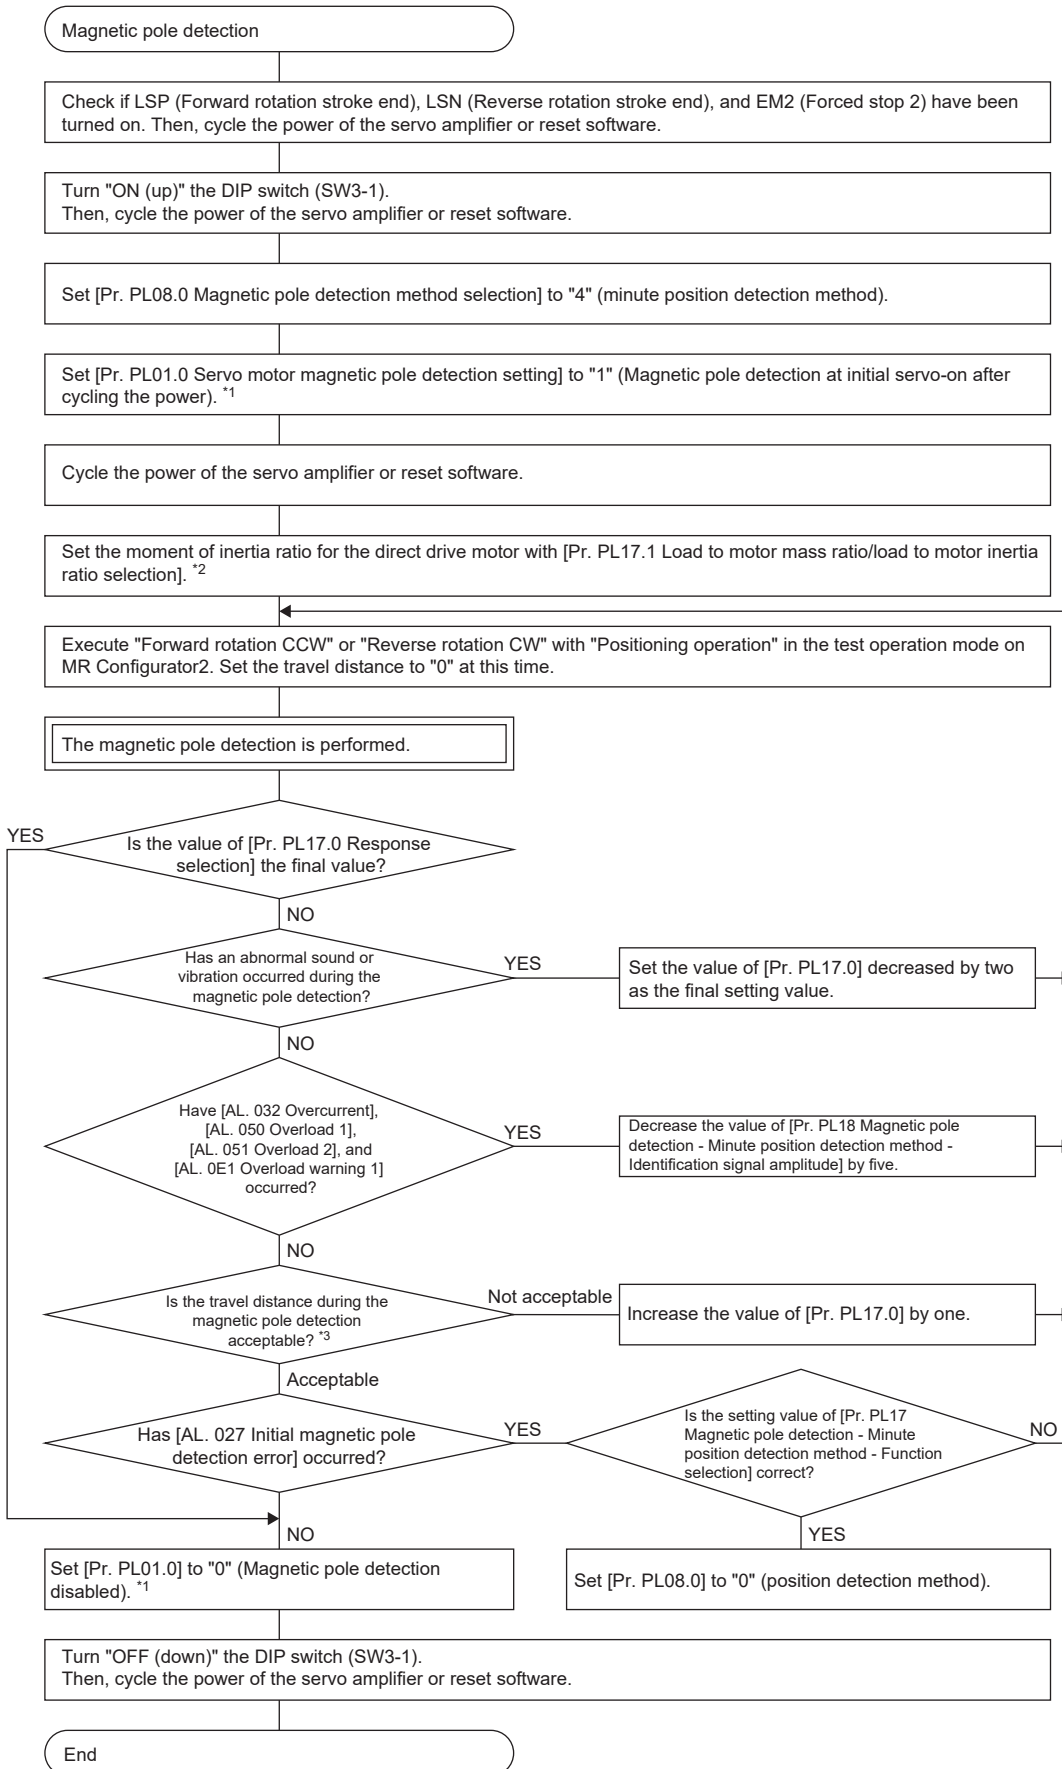 Magnetic pole detection
Check if LSP (Forward rotation stroke end), LSN (Reverse rotation stroke end), and EM2 (Forced stop 2) have been
turned on. Then, cycle the power of the servo amplifier or reset software.
Turn "ON (up)" the DIP switch (SW3-1).
Then, cycle the power of the servo amplifier or reset software.
Set [Pr. PL08.0 Magnetic pole detection method selection] to "4" (minute position detection method).
Set [Pr. PL01.0 Servo motor magnetic pole detection setting] to "1" (Magnetic pole detection at initial servo-on after
cycling the power). *1
Cycle the power of the servo amplifier or reset software.
Set the moment of inertia ratio for the direct drive motor with [Pr. PL17.1 Load to motor mass ratio/load to motor inertia
ratio selection]. *2
Execute "Forward rotation CCW" or "Reverse rotation CW" with "Positioning operation" in the test operation mode on
MR Configurator2. Set the travel distance to "0" at this time.
The magnetic pole detection is performed.
YES
Is the value of [Pr. PL17.0 Response
selection] the final value?
NO
Has an abnormal sound or
vibration occurred during the
magnetic pole detection?
YES
Set the value of [Pr. PL17.0] decreased by two
as the final setting value.
NO
Have [AL. 032 Overcurrent],
[AL. 050 Overload 1],
[AL. 051 Overload 2], and
[AL. 0E1 Overload warning 1]
occurred?
YES
Decrease the value of [Pr. PL18 Magnetic pole
detection - Minute position detection method -
Identification signal amplitude] by five.
NO
Is the travel distance during the
magnetic pole detection
acceptable? *3
Not acceptable
Increase the value of [Pr. PL17.0] by one.
Acceptable
Has [AL. 027 Initial magnetic pole
detection error] occurred?
YES
Is the setting value of [Pr. PL17
Magnetic pole detection - Minute
position detection method - Function
selection] correct?
NO
NO
YES
Set [Pr. PL01.0] to "0" (Magnetic pole detection
disabled). *1
Set [Pr. PL08.0] to "0" (position detection method).
Turn "OFF (down)" the DIP switch (SW3-1).
Then, cycle the power of the servo amplifier or reset software.
End